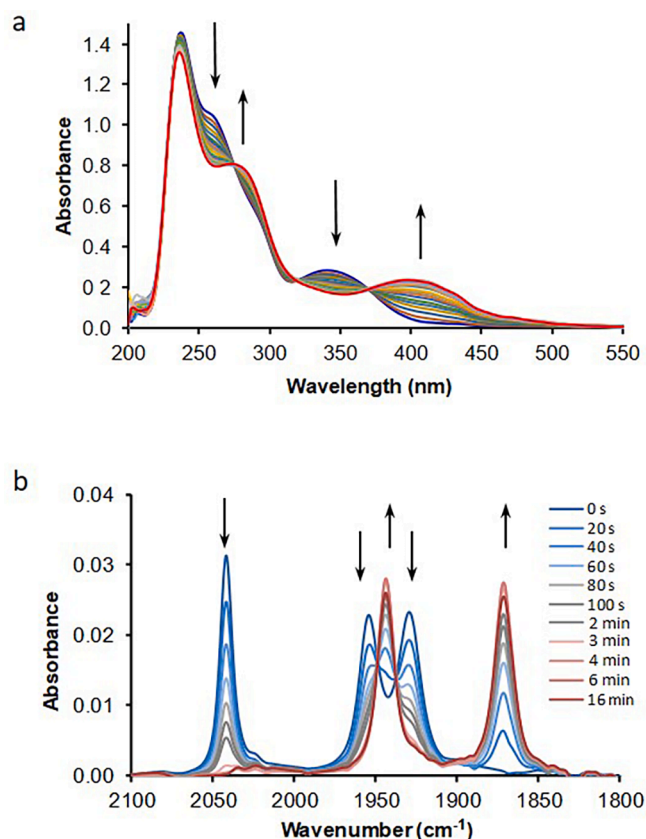 a
Absorbance
1.4
1.2
1.0
0.8
0.6
0.4
0.2
0.0
200 250 300 350 400 450 500 550
Wavelength (nm)
b
Absorbance
0.04
0.03
0.02
0.01
0.00
2100 2050 2000 1950 1900 1850 1800
Wavenumber (cm-1)
0 s
20 s
40 s
60 s
80 s
100 s
2 min
3 min
4 min
6 min
16 min